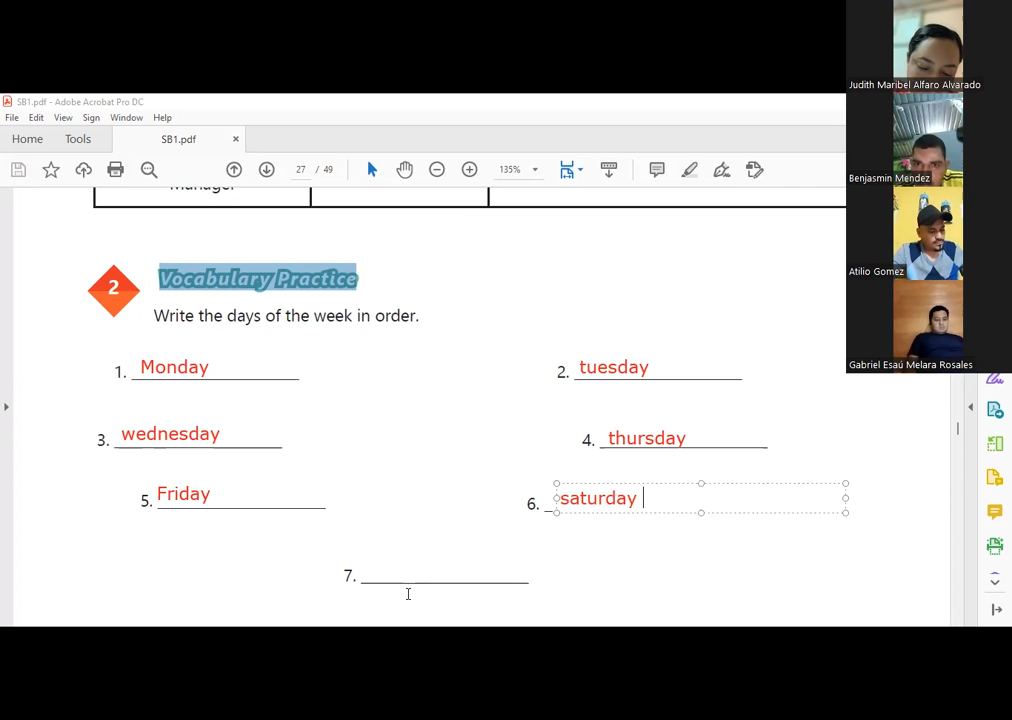 Judith Maribel Alfaro Alvarado
SB1.pdf - Adobe Acrobat Pro DC
File Edit View Sign Window Help
Home Tools SB1.pdf ×
27 / 49 135%
Benjasmin Mendez
Manager
2 Vocabulary Practice
Atilio Gomez
Write the days of the week in order.
Gabriel Esaú Melara Rosales
1. Monday
2. tuesday
3. wednesday
4. thursday
5. Friday
6. saturday
7.